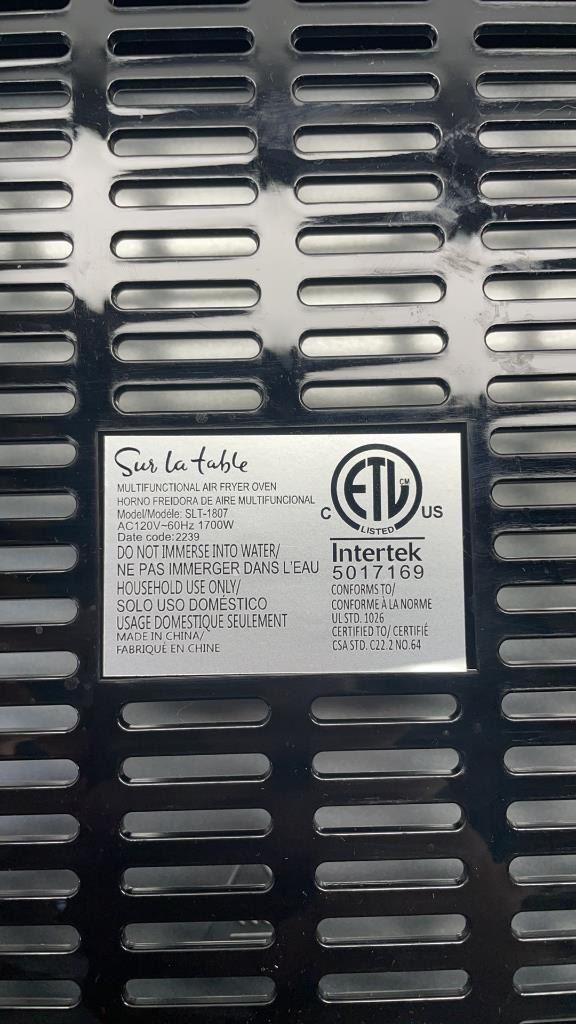 Sur la table
MULTIFUNCTIONAL AIR FRYER OVEN
HORNO FREIDORA DE AIRE MULTIFUNCIONAL
Model/Modéle: SLT-1807
AC120V~60Hz 1700W
Date code:2239
DO NOT IMMERSE INTO WATER/
NE PAS IMMERGER DANS L'EAU
HOUSEHOLD USE ONLY/
SOLO USO DOMÉSTICO
USAGE DOMESTIQUE SEULEMENT
MADE IN CHINA/
FABRIQUÉ EN CHINE
ETL CM
C US
LISTED
Intertek
5017169
CONFORMS TO/
CONFORME À LA NORME
UL STD. 1026
CERTIFIED TO/ CERTIFIÉ
CSA STD. C22.2 NO.64